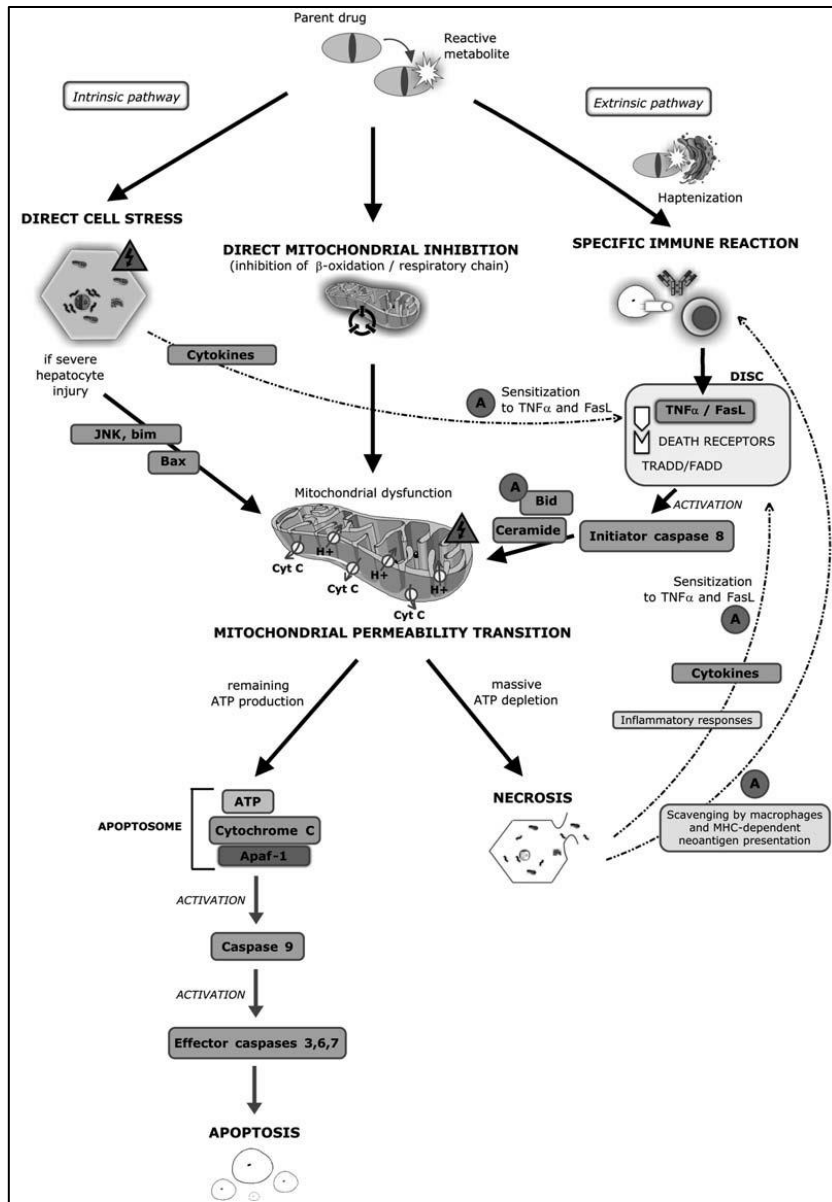 Parent drug
Reactive
metabolite
Intrinsic pathway
Extrinsic pathway
Haptenization
DIRECT CELL STRESS
DIRECT MITOCHONDRIAL INHIBITION
(inhibition of β-oxidation / respiratory chain)
SPECIFIC IMMUNE REACTION
if severe
hepatocyte
injury
Cytokines
A
Sensitization
to TNFα and FasL
DISC
TNFα / FasL
DEATH RECEPTORS
TRADD/FADD
JNK, bim
Bax
ACTIVATION
Mitochondrial dysfunction
A
Bid
Ceramide
Initiator caspase 8
H+
H+
H+
Cyt C
Cyt C
Cyt C
Sensitization
to TNFα and FasL
A
MITOCHONDRIAL PERMEABILITY TRANSITION
Cytokines
remaining
ATP production
massive
ATP depletion
Inflammatory responses
A
NECROSIS
Scavenging by macrophages
and MHC-dependent
neoantigen presentation
APOPTOSOME
ATP
Cytochrome C
Apaf-1
ACTIVATION
Caspase 9
ACTIVATION
Effector caspases 3,6,7
APOPTOSIS